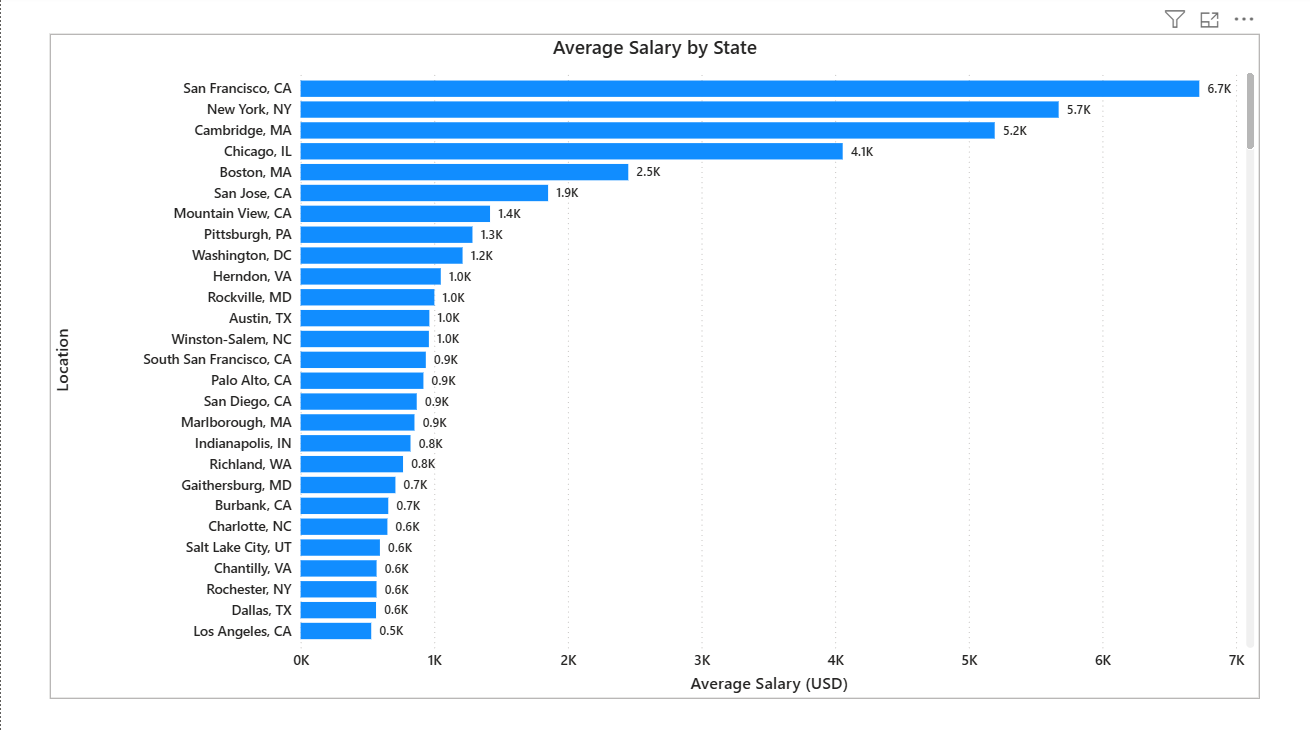 Average Salary by State
Location
San Francisco, CA 6.7K
New York, NY 5.7K
Cambridge, MA 5.2K
Chicago, IL 4.1K
Boston, MA 2.5K
San Jose, CA 1.9K
Mountain View, CA 1.4K
Pittsburgh, PA 1.3K
Washington, DC 1.2K
Herndon, VA 1.0K
Rockville, MD 1.0K
Austin, TX 1.0K
Winston-Salem, NC 1.0K
South San Francisco, CA 0.9K
Palo Alto, CA 0.9K
San Diego, CA 0.9K
Marlborough, MA 0.9K
Indianapolis, IN 0.8K
Richland, WA 0.8K
Gaithersburg, MD 0.7K
Burbank, CA 0.7K
Charlotte, NC 0.6K
Salt Lake City, UT 0.6K
Chantilly, VA 0.6K
Rochester, NY 0.6K
Dallas, TX 0.6K
Los Angeles, CA 0.5K
0K 1K 2K 3K 4K 5K 6K 7K
Average Salary (USD)